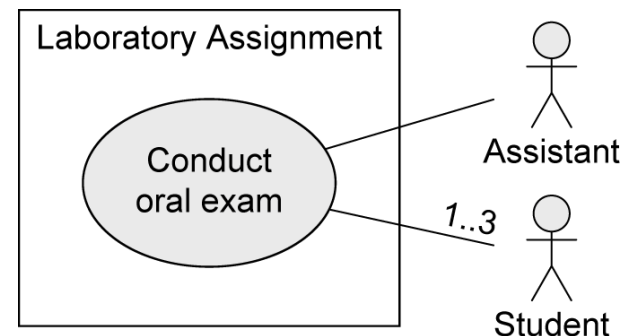 Laboratory Assignment
Conduct
oral exam
Assistant
1..3
Student